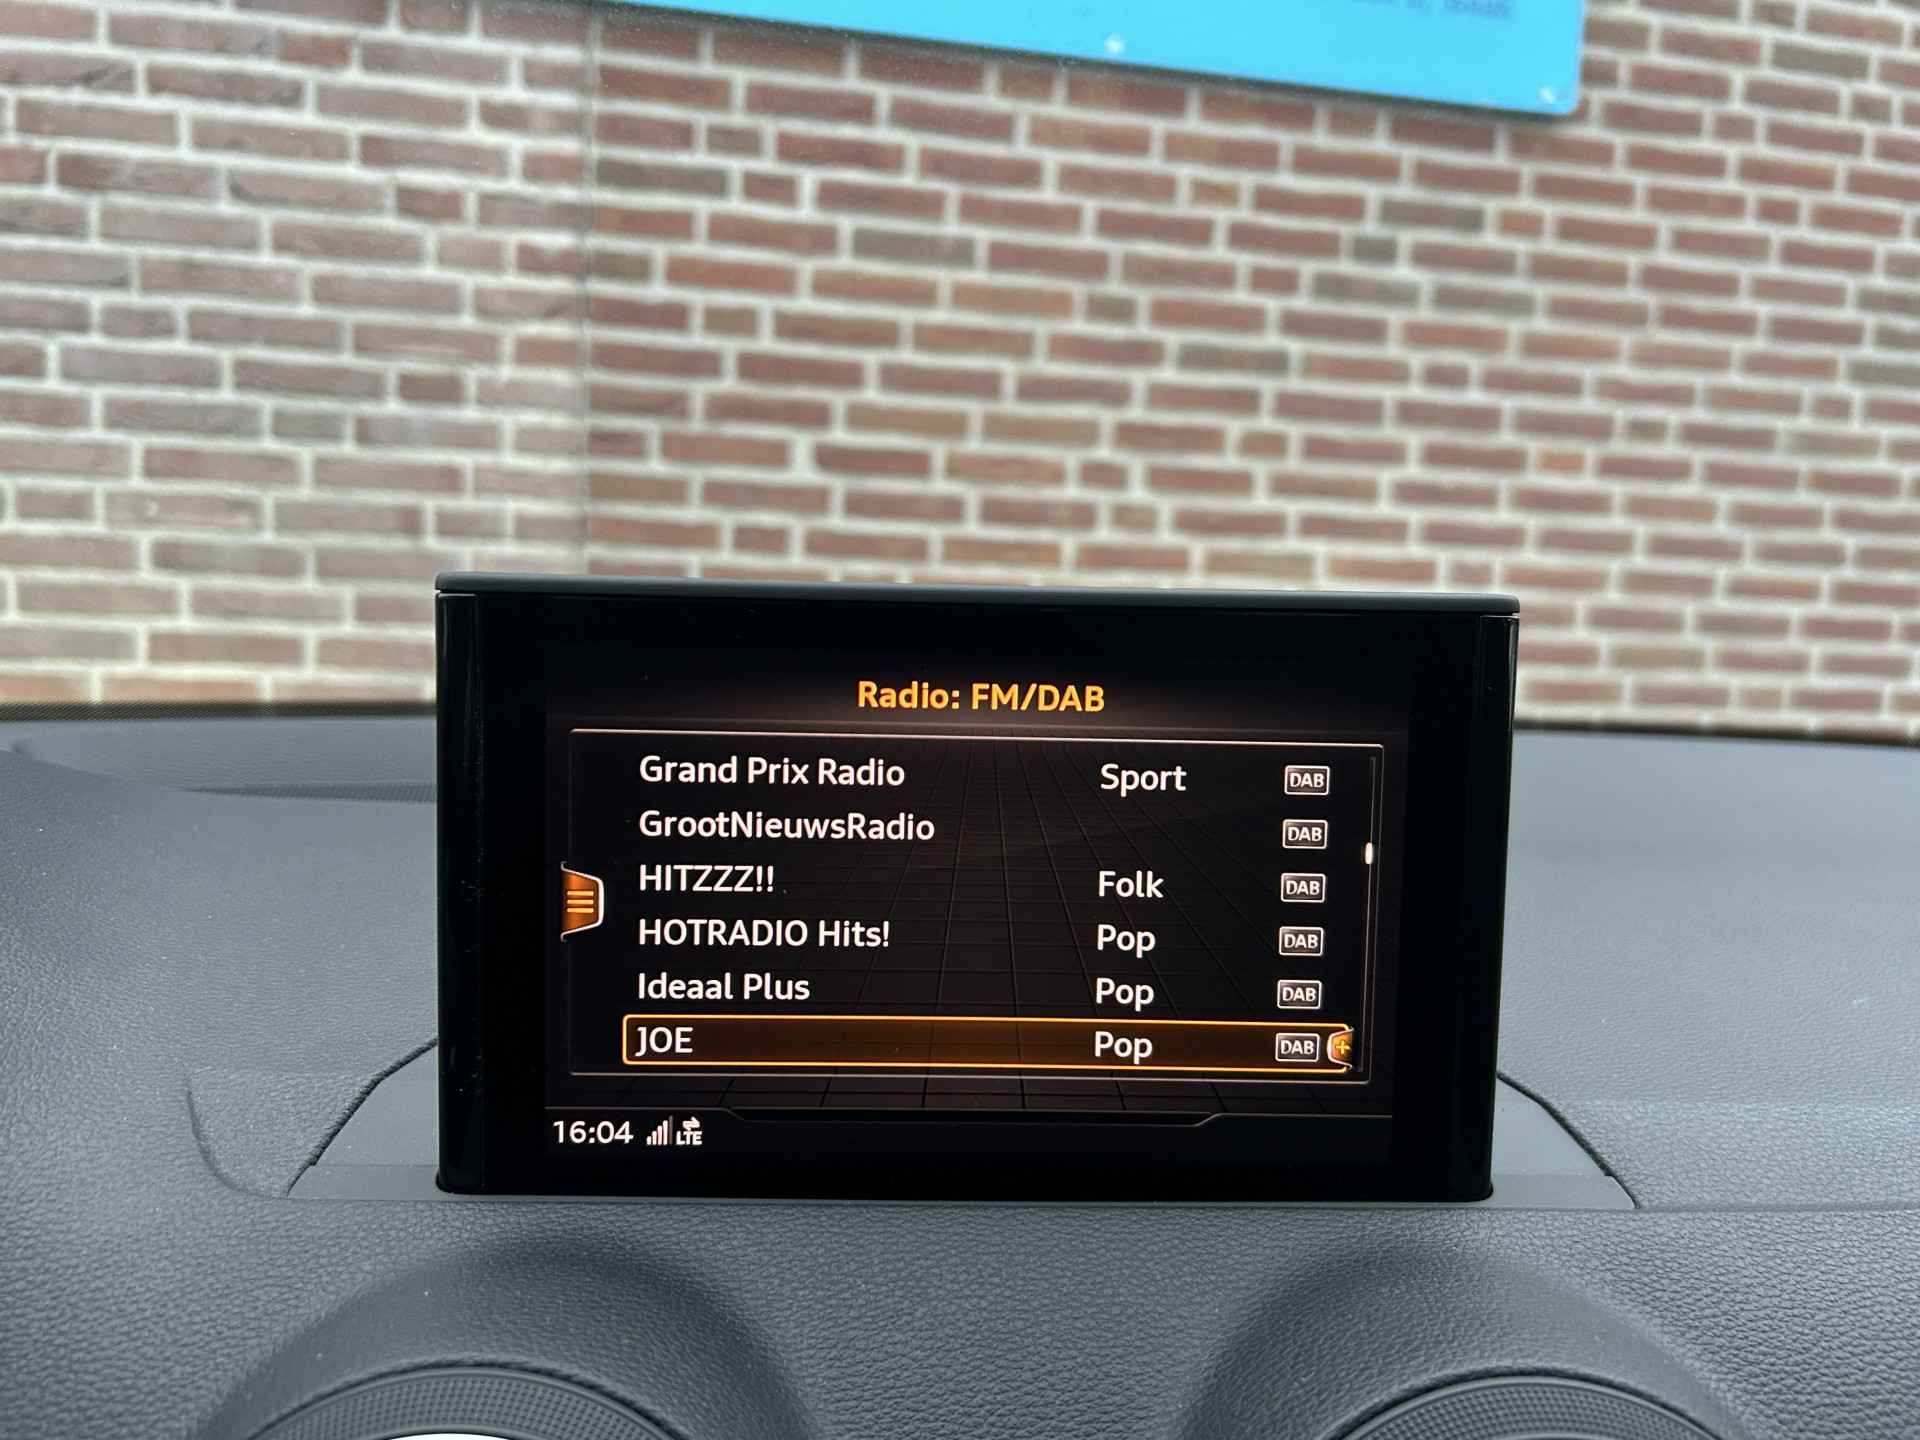 Radio: FM/DAB
Grand Prix Radio Sport DAB
GrootNieuwsRadio DAB
HITZZZ!! Folk DAB
HOTRADIO Hits! Pop DAB
Ideaal Plus Pop DAB
JOE Pop DAB +
16:04 LTE